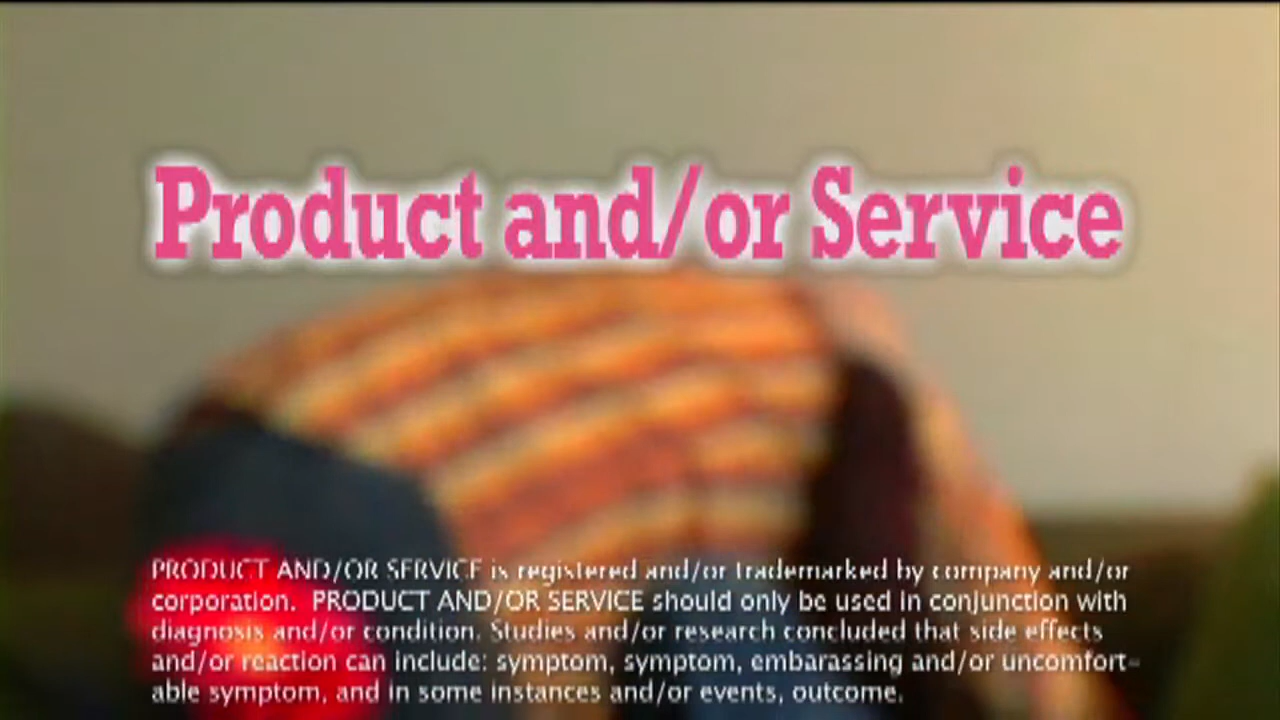 Product and/or Service
PRODUCT AND/OR SERVICE is registered and/or trademarked by company and/or
corporation.  PRODUCT AND/OR SERVICE should only be used in conjunction with
diagnosis and/or condition. Studies and/or research concluded that side effects
and/or reaction can include: symptom, symptom, embarassing and/or uncomfort-
able symptom, and in some instances and/or events, outcome.